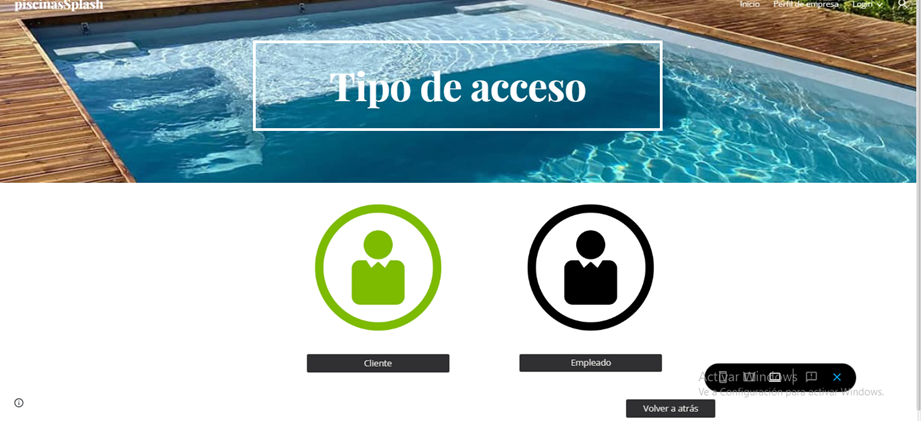 piscinasSplash
Inicio Perfil de empresa Login
Tipo de acceso
Cliente
Empleado
Activar Windows
Ve a Configuración para activar Windows.
Volver a atrás